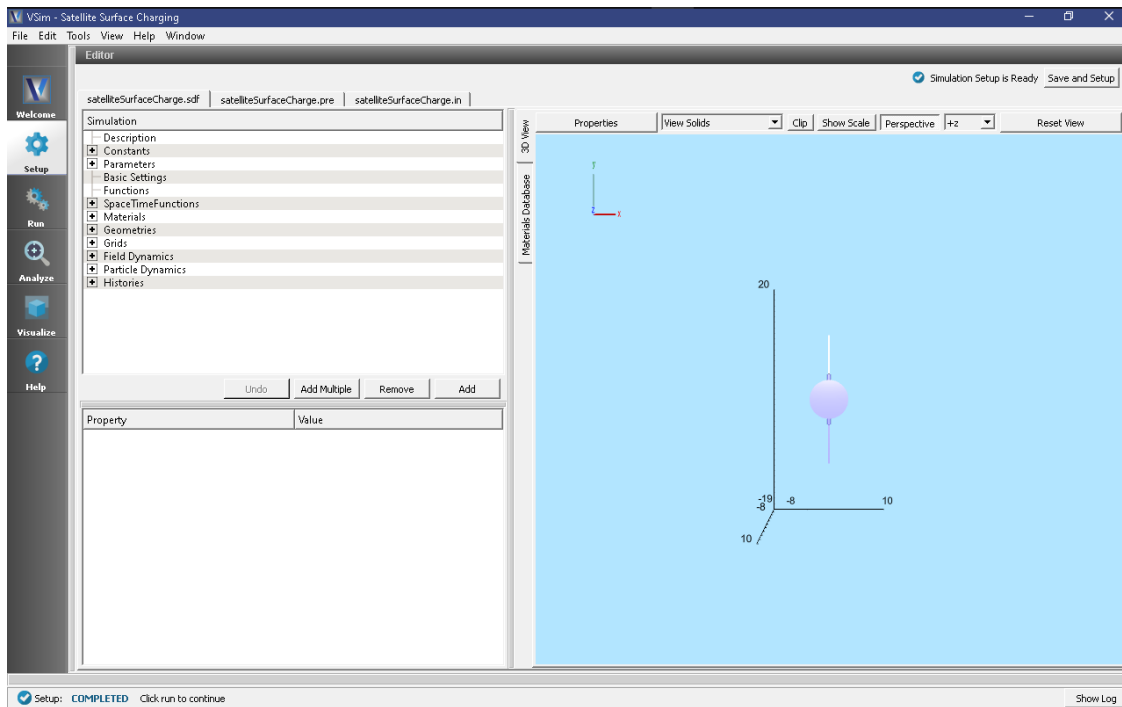 VSim - Satellite Surface Charging
File Edit Tools View Help Window
Editor
Simulation Setup is Ready Save and Setup
satelliteSurfaceCharge.sdf satelliteSurfaceCharge.pre satelliteSurfaceCharge.in
Welcome
Setup
Run
Analyze
Visualize
Help
Simulation
Description
Constants
Parameters
Basic Settings
Functions
SpaceTimeFunctions
Materials
Geometries
Grids
Field Dynamics
Particle Dynamics
Histories
Undo Add Multiple Remove Add
Property Value
3D View
Materials Database
Properties View Solids Clip Show Scale Perspective +z Reset View
y
z x
20
-19
-8 -8 10
10
Setup: COMPLETED Click run to continue Show Log